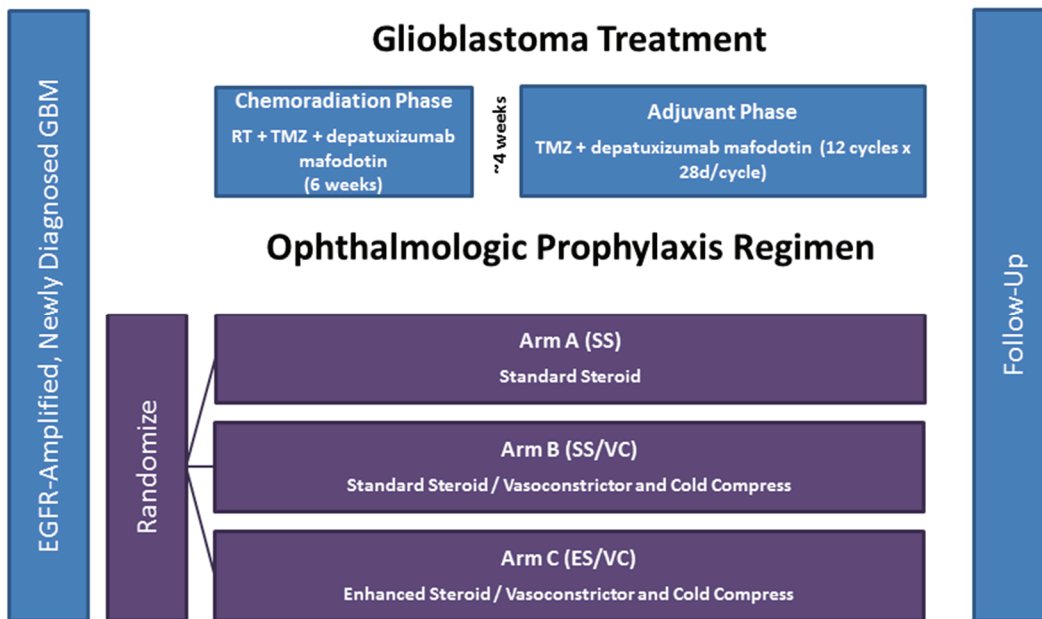 EGFR-Amplified, Newly Diagnosed GBM
Glioblastoma Treatment
Chemoradiation Phase
RT + TMZ + depatuxizumab
mafodotin
(6 weeks)
~4 weeks
Adjuvant Phase
TMZ + depatuxizumab mafodotin (12 cycles x
28d/cycle)
Ophthalmologic Prophylaxis Regimen
Randomize
Arm A (SS)
Standard Steroid
Arm B (SS/VC)
Standard Steroid / Vasoconstrictor and Cold Compress
Arm C (ES/VC)
Enhanced Steroid / Vasoconstrictor and Cold Compress
Follow-Up